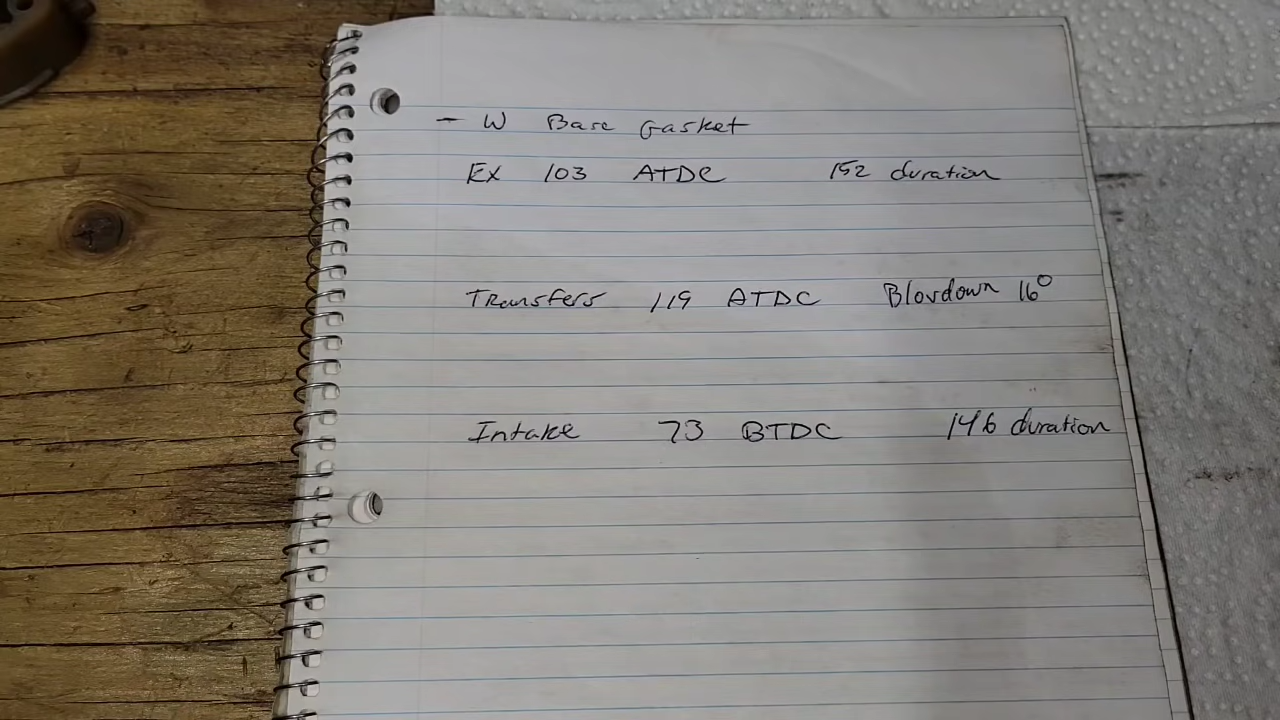 - W Base Gasket
Ex 103 ATDC 152 duration
Transfers 119 ATDC Blowdown 16°
Intake 73 BTDC 146 duration